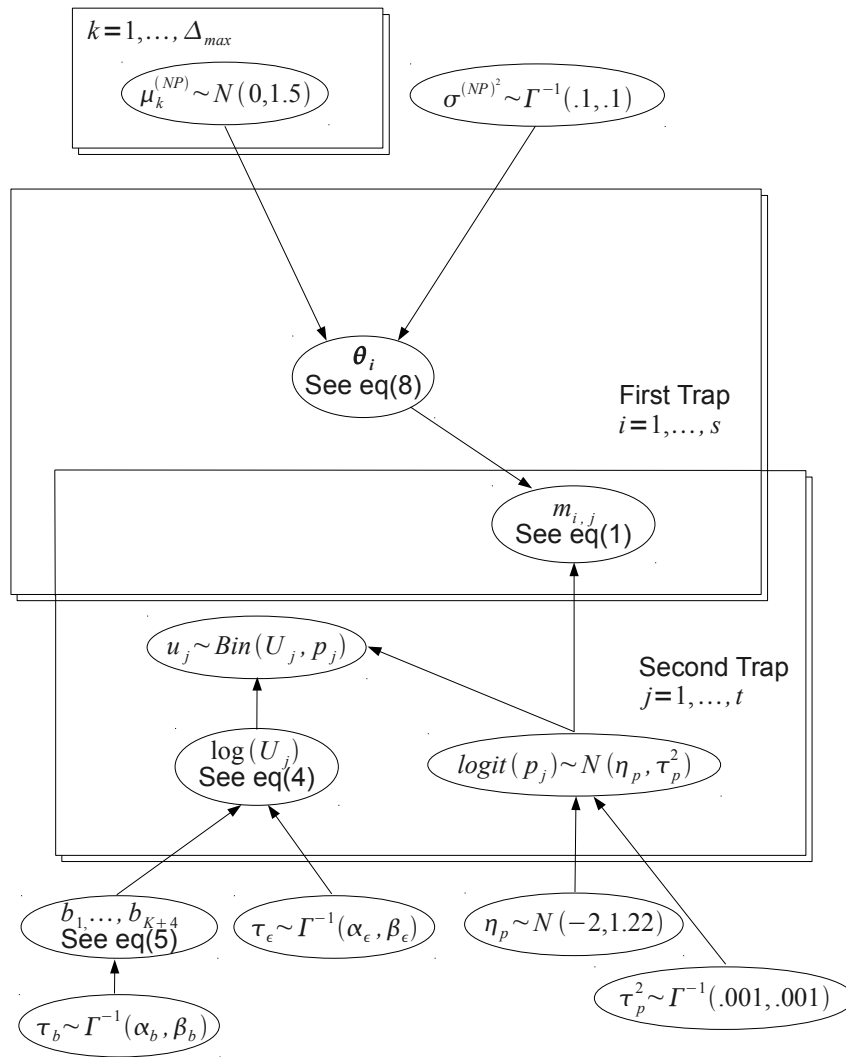 k=1,…, Δ_max
μ_k^(NP) ~ N(0,1.5)
σ^(NP)² ~ Γ⁻¹(.1,.1)
θ_i
See eq(8)
First Trap
i=1,…, s
m_i,j
See eq(1)
u_j ~ Bin(U_j, p_j)
Second Trap
j=1,…, t
log(U_j)
See eq(4)
logit(p_j) ~ N(η_p, τ_p²)
b_1,…, b_K+4
See eq(5)
τ_ϵ ~ Γ⁻¹(α_ϵ, β_ϵ)
η_p ~ N(−2,1.22)
τ_p² ~ Γ⁻¹(.001,.001)
τ_b ~ Γ⁻¹(α_b, β_b)